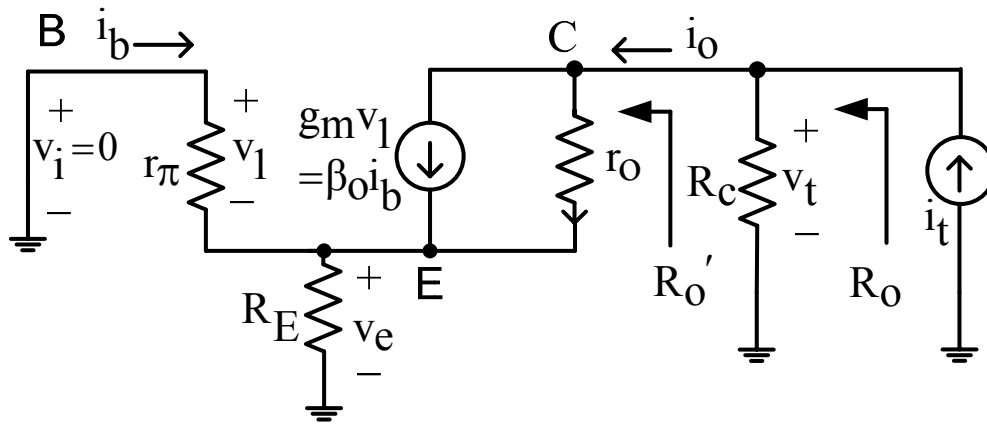 B
i_b
+
v_i =0
−
r_π
+
v_1
−
g_m v_1
=β_o i_b
C
i_o
r_o
R_o′
R_c
+
v_t
−
R_o
i_t
E
R_E
+
v_e
−